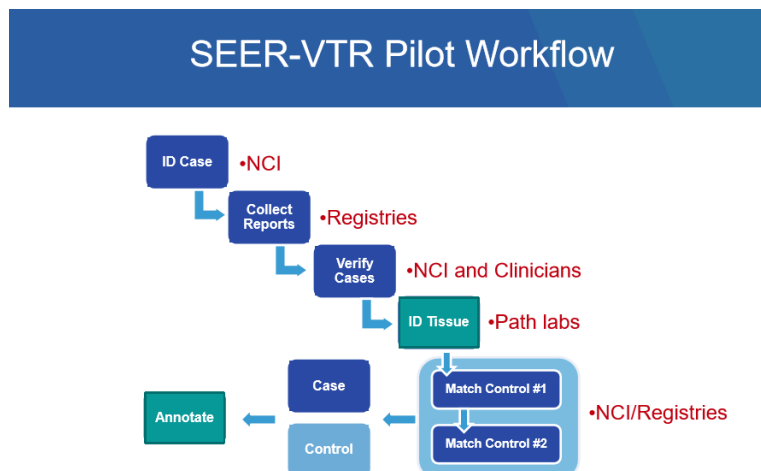 SEER-VTR Pilot Workflow
ID Case
•NCI
Collect
Reports
•Registries
Verify
Cases
•NCI and Clinicians
ID Tissue
•Path labs
Match Control #1
Match Control #2
•NCI/Registries
Case
Control
Annotate